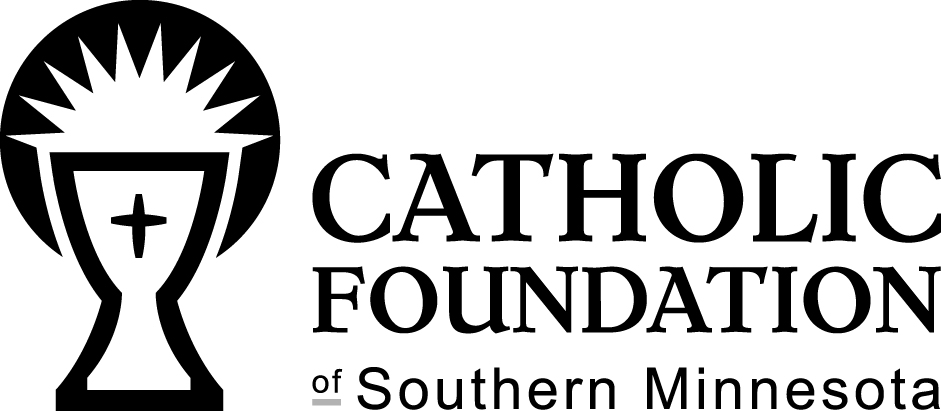 CATHOLIC
FOUNDATION
of Southern Minnesota